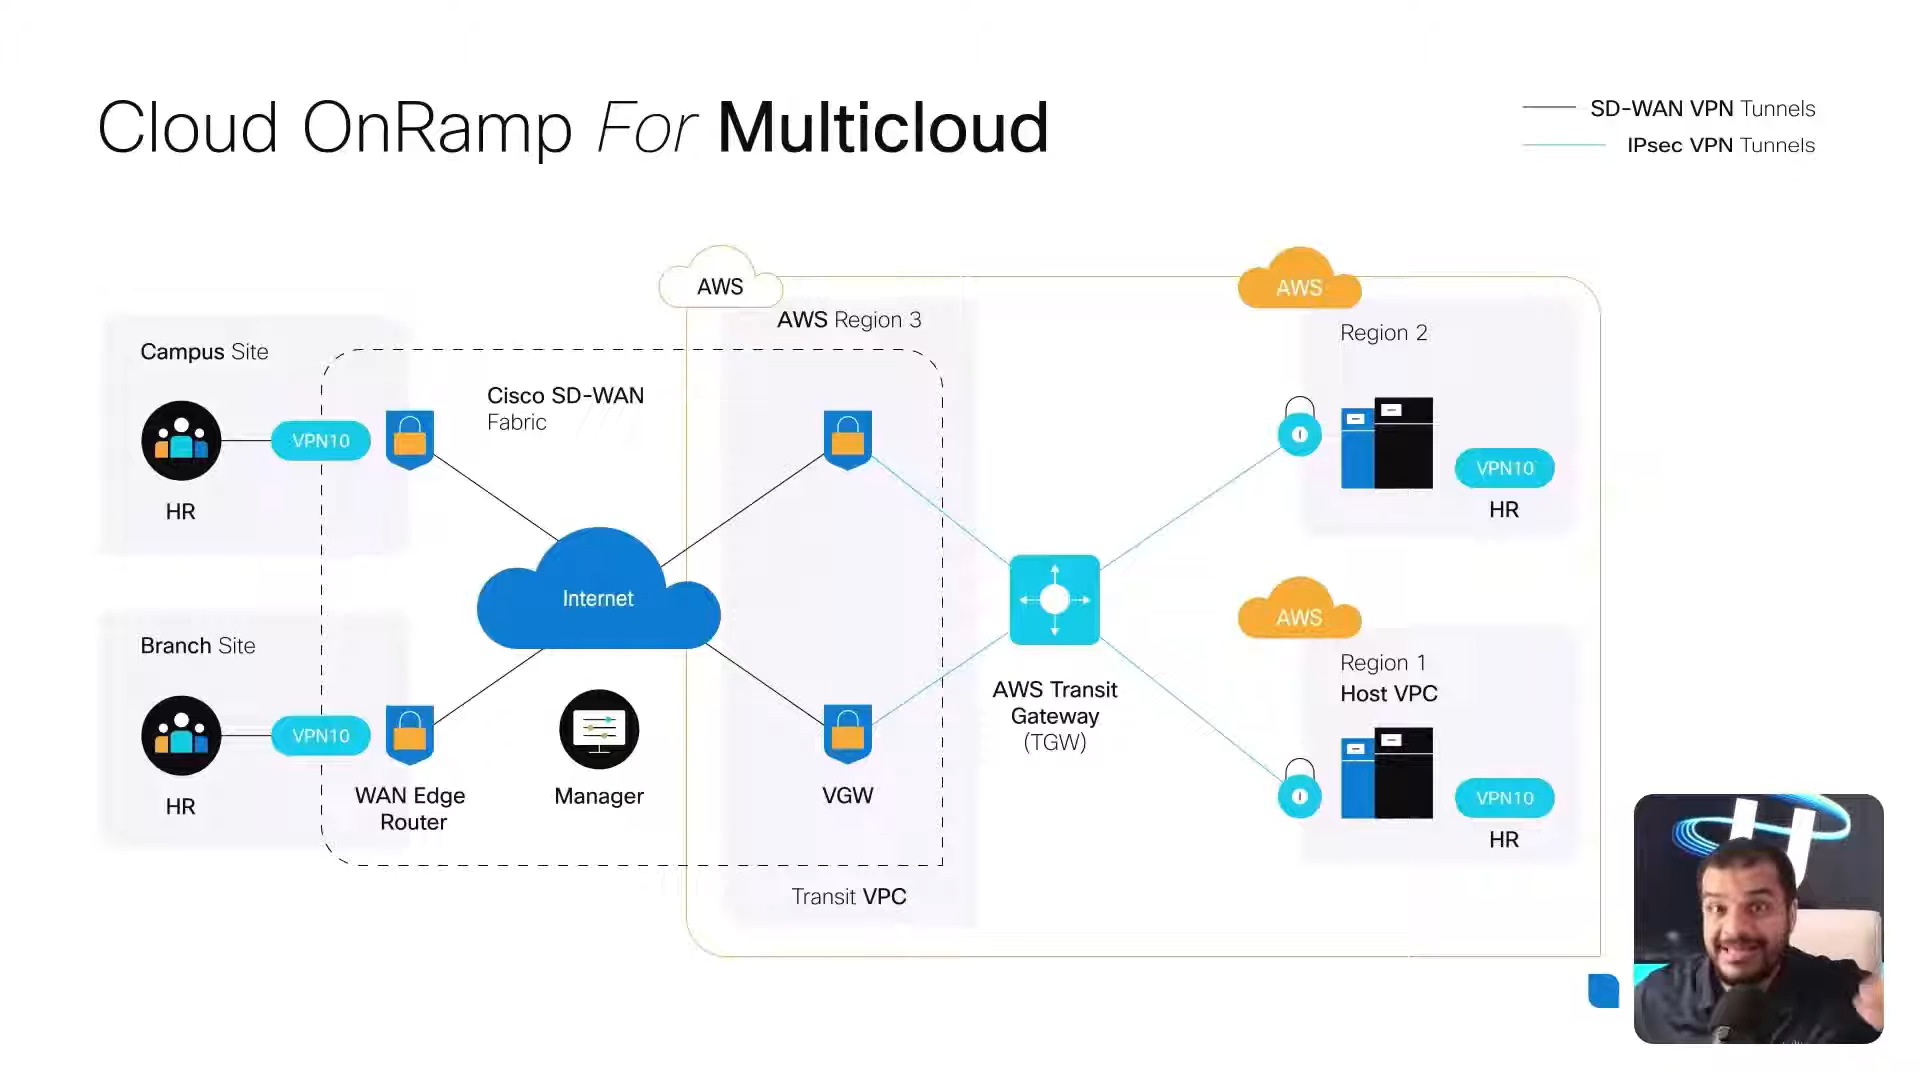 Cloud OnRamp For Multicloud
SD-WAN VPN Tunnels
IPsec VPN Tunnels
AWS
AWS
AWS Region 3
Region 2
Campus Site
Cisco SD-WAN
Fabric
VPN10
HR
VPN10
HR
Internet
AWS
Branch Site
Region 1
Host VPC
AWS Transit
Gateway
(TGW)
VPN10
HR
WAN Edge
Router
Manager
VGW
VPN10
HR
Transit VPC